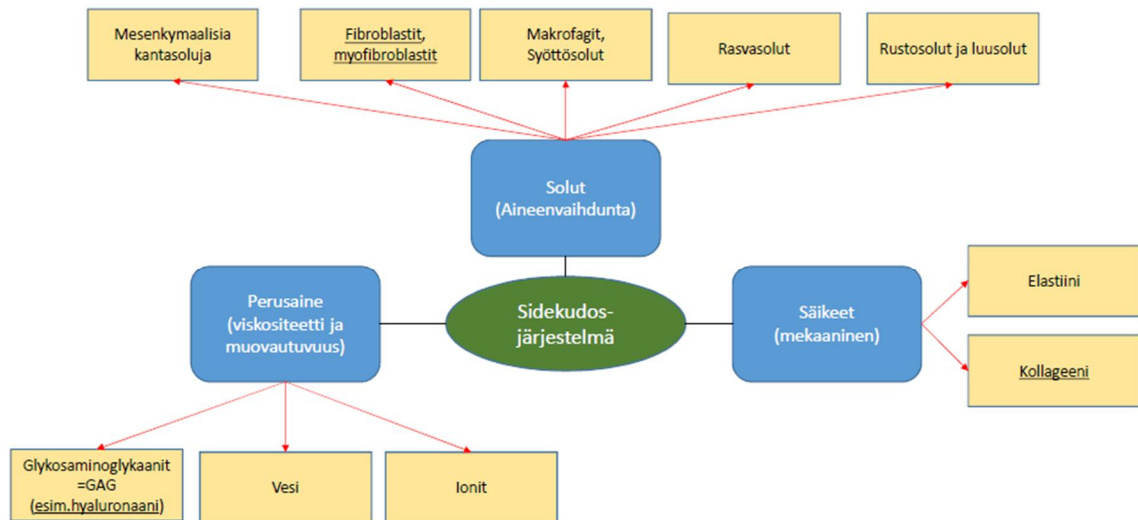 Mesenkymaalisia
kantasoluja
Fibroblastit,
myofibroblastit
Makrofagit,
Syöttösolut
Rasvasolut
Rustosolut ja luusolut
Solut
(Aineenvaihdunta)
Perusaine
(viskositeetti ja
muovautuvuus)
Sidekudos-
järjestelmä
Säikeet
(mekaaninen)
Elastiini
Kollageeni
Glykosaminoglykaanit
=GAG
(esim.hyaluronaani)
Vesi
Ionit